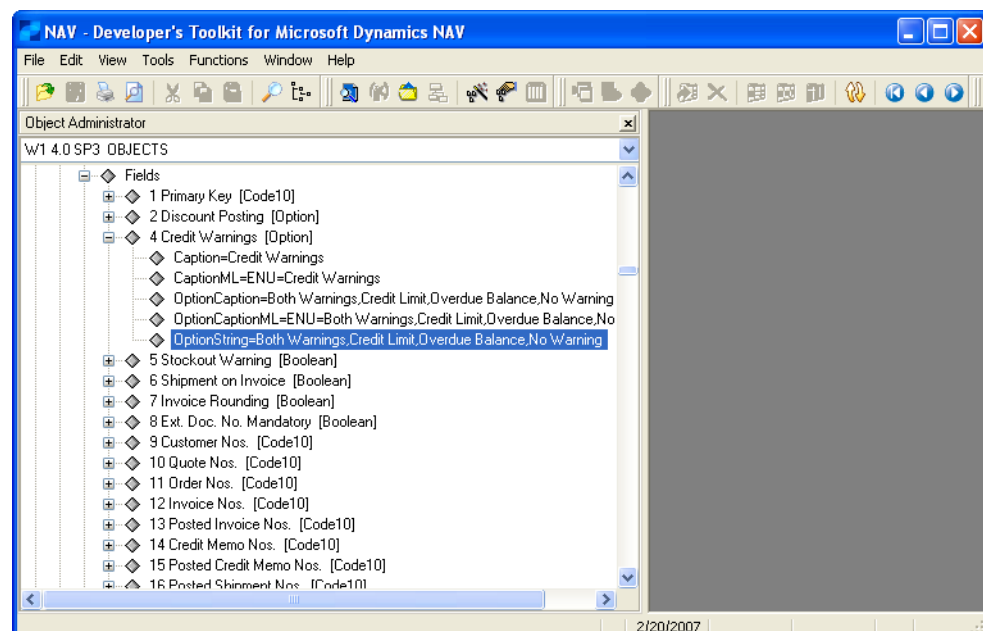 NAV - Developer's Toolkit for Microsoft Dynamics NAV
File Edit View Tools Functions Window Help
Object Administrator
W1 4.0 SP3 OBJECTS
Fields
1 Primary Key [Code10]
2 Discount Posting [Option]
4 Credit Warnings [Option]
Caption=Credit Warnings
CaptionML=ENU=Credit Warnings
OptionCaption=Both Warnings,Credit Limit,Overdue Balance,No Warning
OptionCaptionML=ENU=Both Warnings,Credit Limit,Overdue Balance,No
OptionString=Both Warnings,Credit Limit,Overdue Balance,No Warning
5 Stockout Warning [Boolean]
6 Shipment on Invoice [Boolean]
7 Invoice Rounding [Boolean]
8 Ext. Doc. No. Mandatory [Boolean]
9 Customer Nos. [Code10]
10 Quote Nos. [Code10]
11 Order Nos. [Code10]
12 Invoice Nos. [Code10]
13 Posted Invoice Nos. [Code10]
14 Credit Memo Nos. [Code10]
15 Posted Credit Memo Nos. [Code10]
16 Posted Shipment Nos. [Code10]
2/20/2007